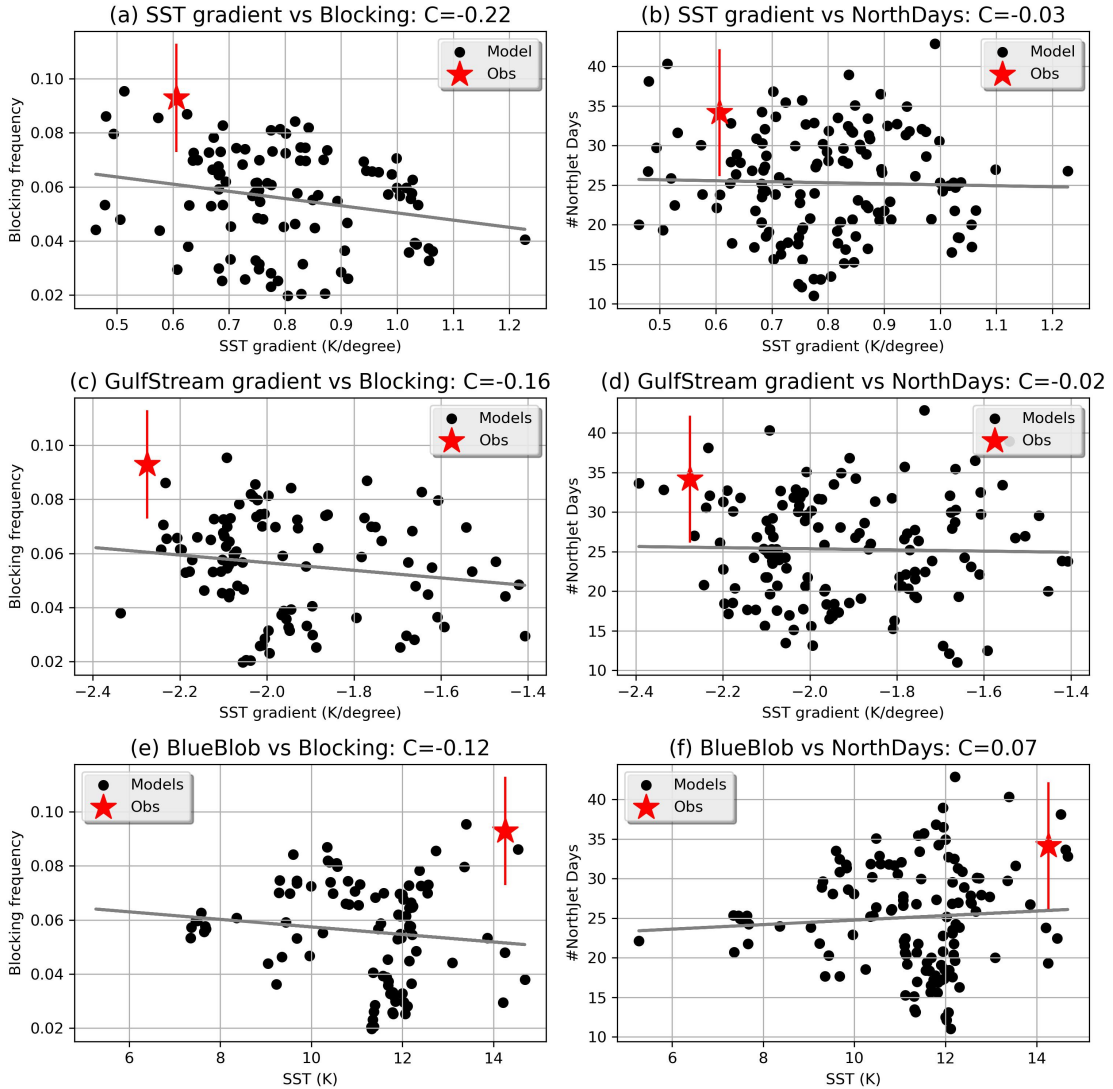 (a) SST gradient vs Blocking: C=-0.22
Model
Obs
Blocking frequency
0.10
0.08
0.06
0.04
0.02
0.5 0.6 0.7 0.8 0.9 1.0 1.1 1.2
SST gradient (K/degree)
(b) SST gradient vs NorthDays: C=-0.03
Model
Obs
#NorthJet Days
40
35
30
25
20
15
10
0.5 0.6 0.7 0.8 0.9 1.0 1.1 1.2
SST gradient (K/degree)
(c) GulfStream gradient vs Blocking: C=-0.16
Models
Obs
Blocking frequency
0.10
0.08
0.06
0.04
0.02
−2.4 −2.2 −2.0 −1.8 −1.6 −1.4
SST gradient (K/degree)
(d) GulfStream gradient vs NorthDays: C=-0.02
Models
Obs
#NorthJet Days
40
35
30
25
20
15
10
−2.4 −2.2 −2.0 −1.8 −1.6 −1.4
SST gradient (K/degree)
(e) BlueBlob vs Blocking: C=-0.12
Models
Obs
Blocking frequency
0.10
0.08
0.06
0.04
0.02
6 8 10 12 14
SST (K)
(f) BlueBlob vs NorthDays: C=0.07
Models
Obs
#NorthJet Days
40
35
30
25
20
15
10
6 8 10 12 14
SST (K)